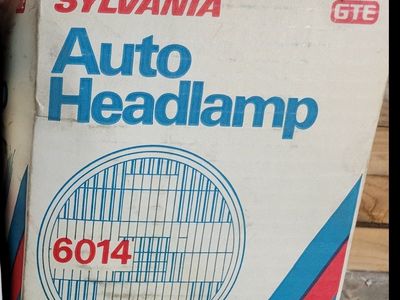 SYLVANIA
GTE
Auto
Headlamp
6014